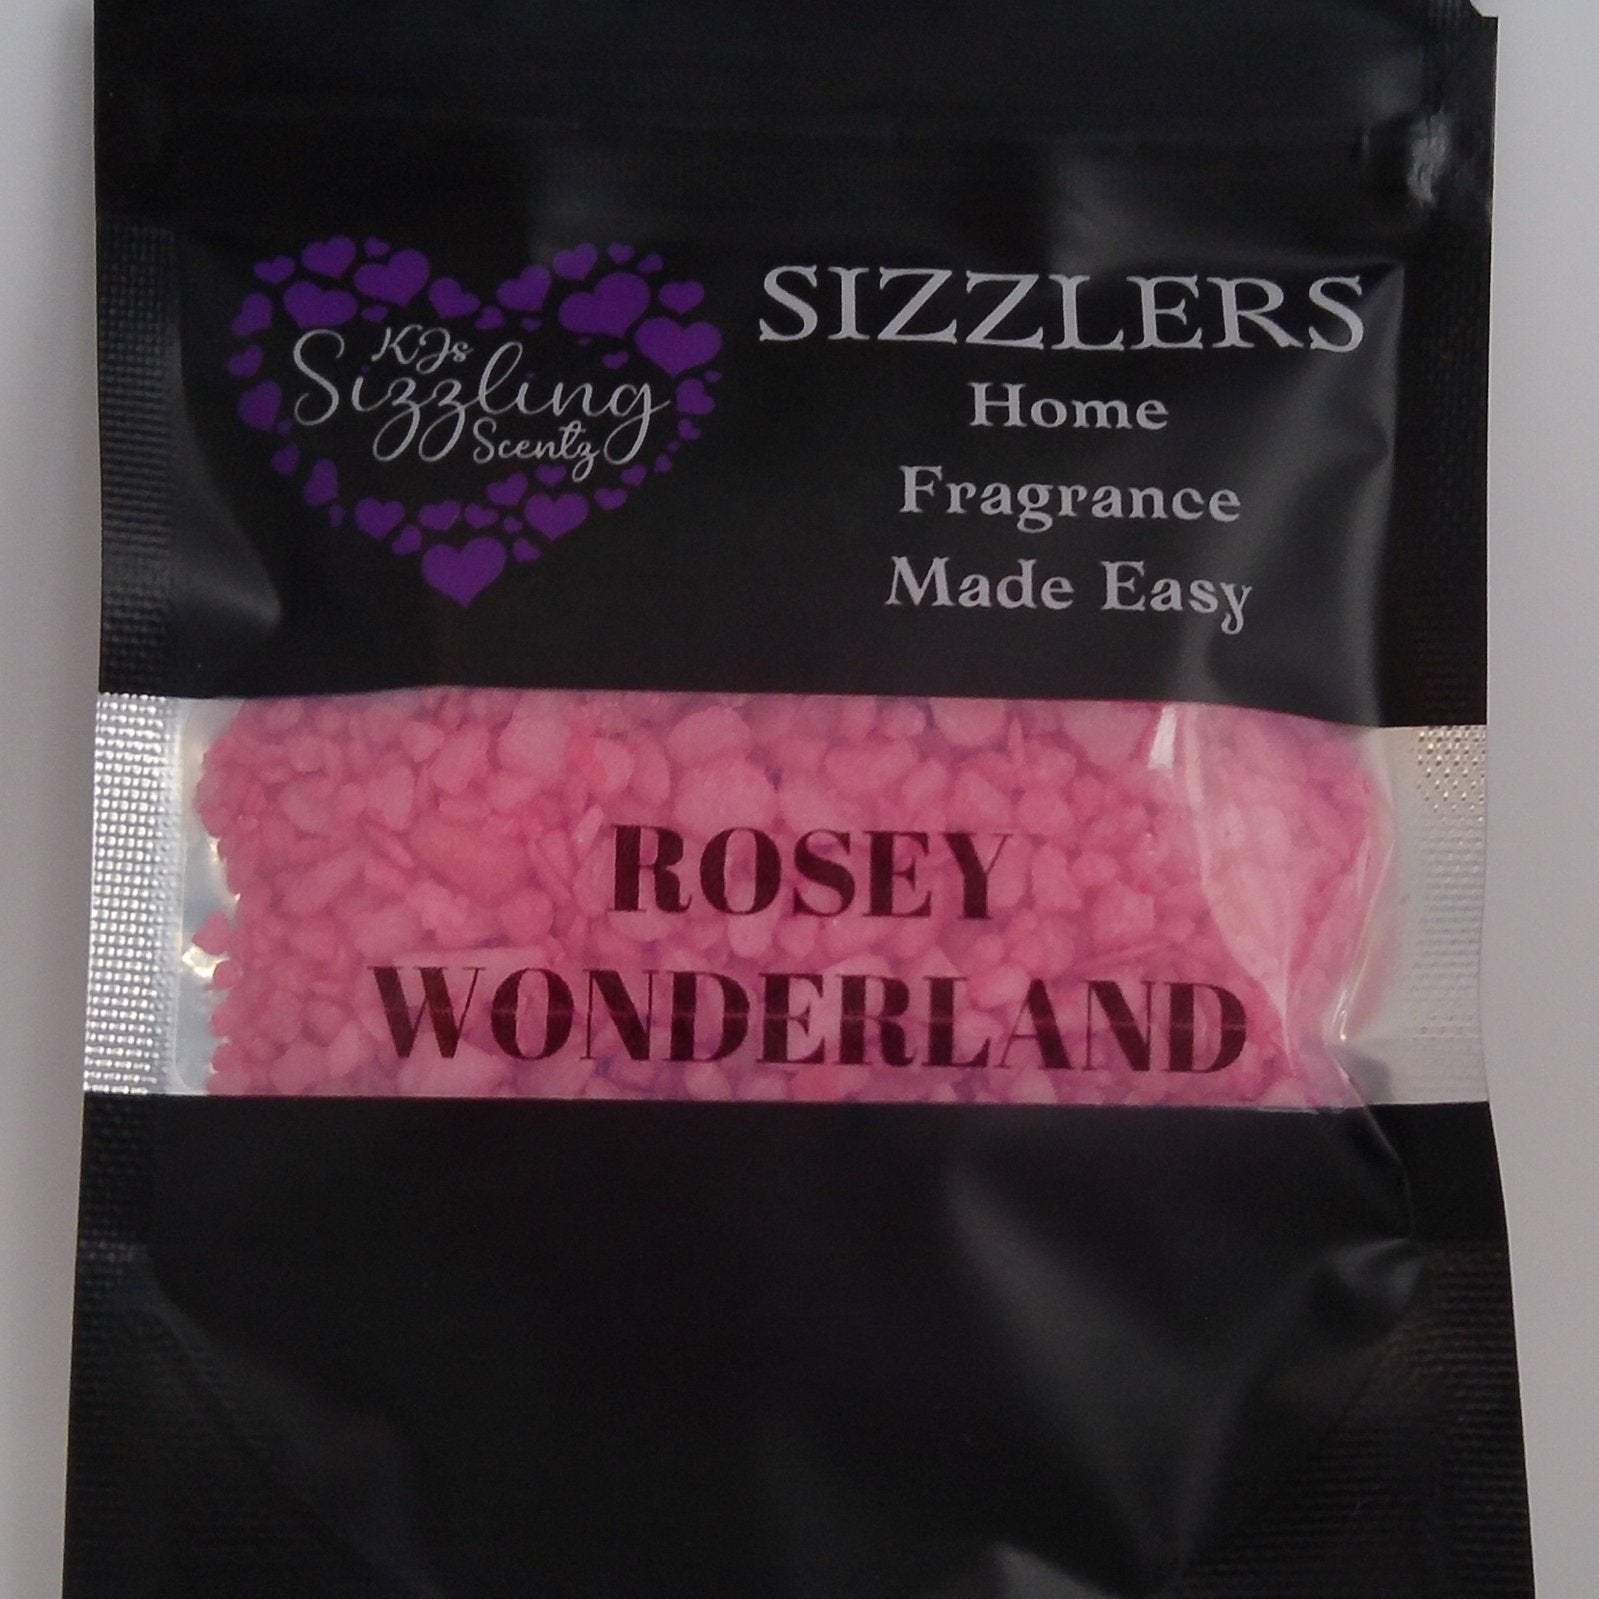 KJs
Sizzling
Scentz
SIZZLERS
Home
Fragrance
Made Easy
ROSEY
WONDERLAND